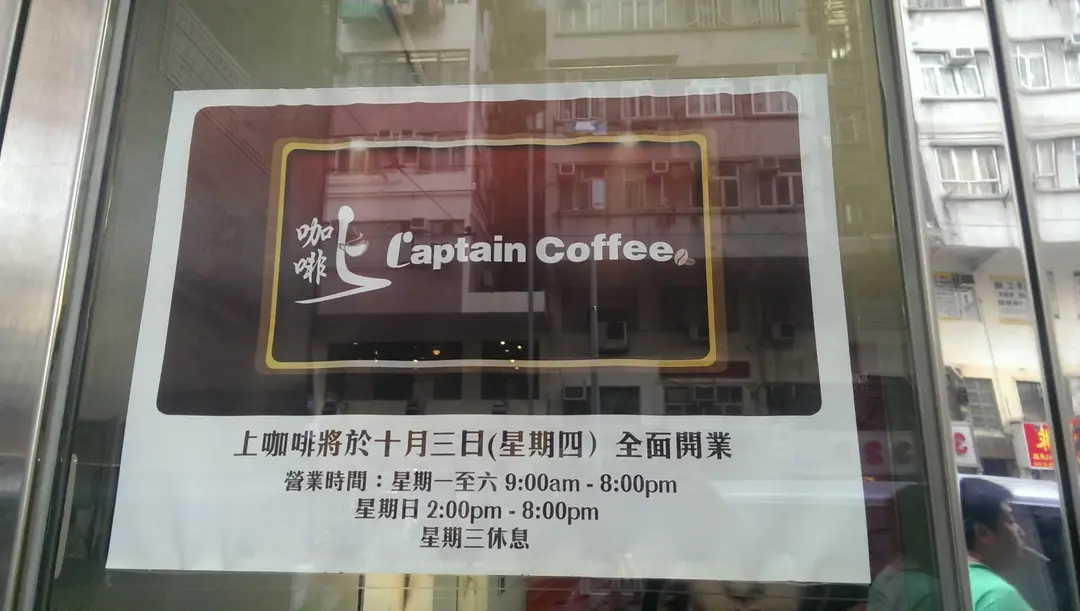 咖啡 上 Captain Coffee
上咖啡將於十月三日(星期四）全面開業
營業時間：星期一至六 9:00am - 8:00pm
星期日 2:00pm - 8:00pm
星期三休息